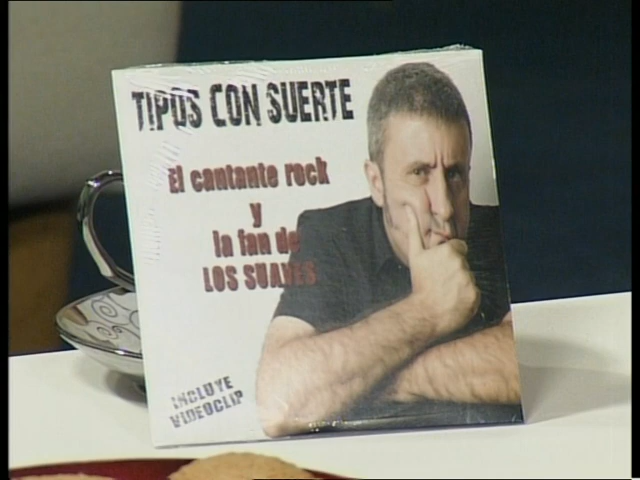 TIPOS CON SUERTE
El cantante rock
y
la fan de
LOS SUAVES
INCLUYE
VIDEOCLIP